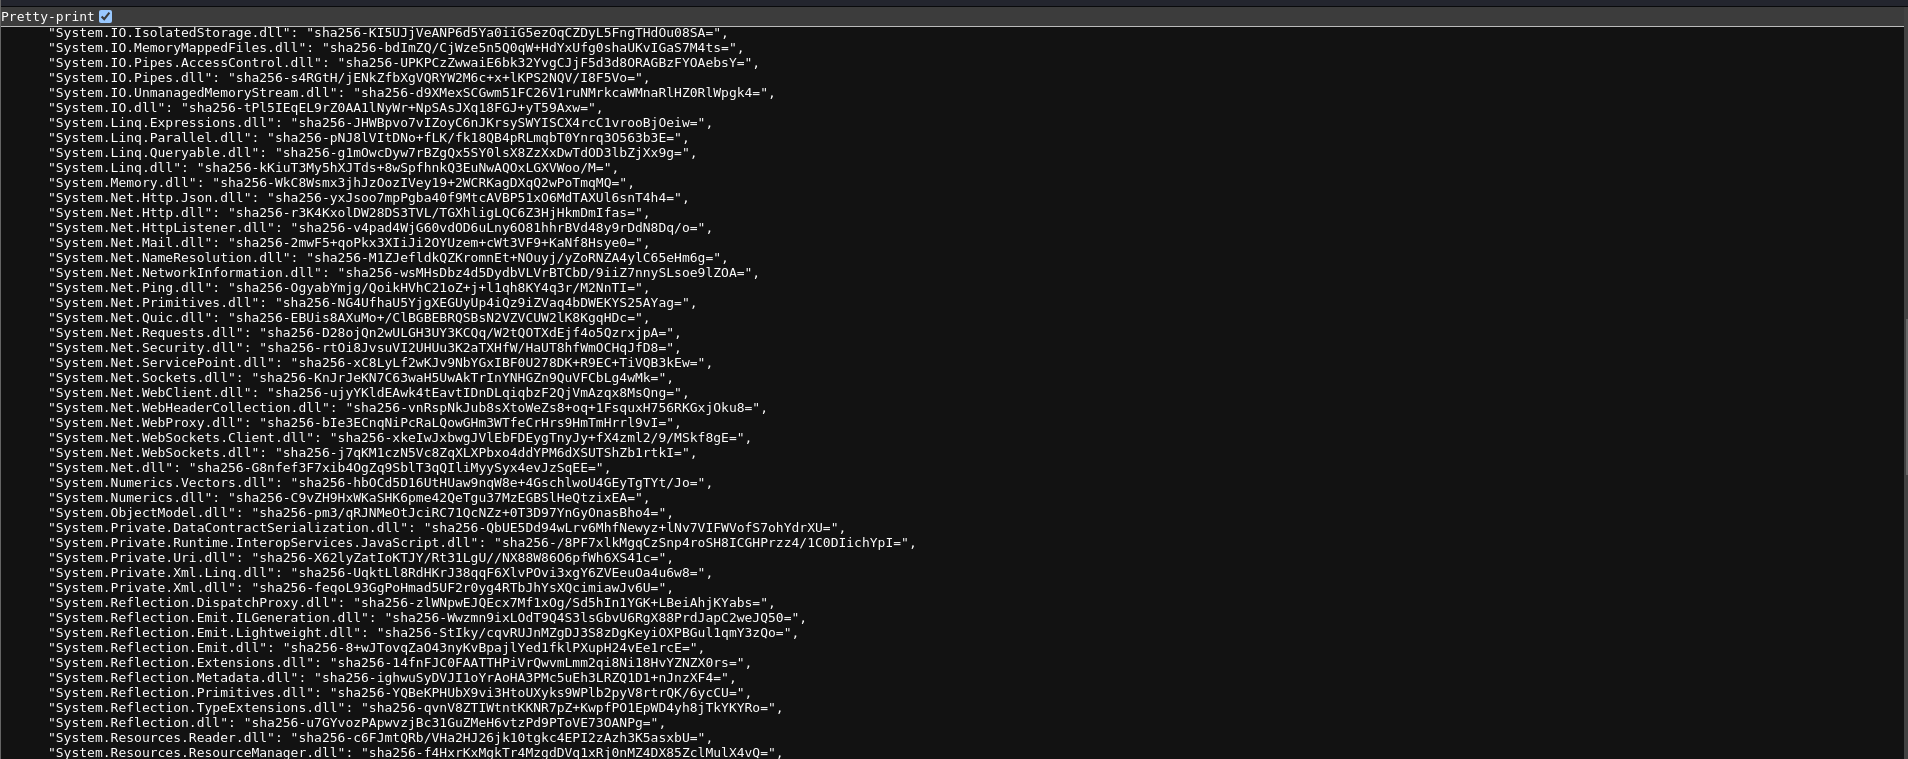 Pretty-print
"System.IO.IsolatedStorage.dll": "sha256-KI5UJjVeANP6d5Ya0iiG5ezOqCZDyL5FngTHdOu08SA=",
"System.IO.MemoryMappedFiles.dll": "sha256-bdImZQ/CjWze5n5Q0qW+HdYxUfg0shaUKvIGaS7M4ts=",
"System.IO.Pipes.AccessControl.dll": "sha256-UPKPCzZwwaiE6bk32YvgCJjF5d3d8ORAGBzFYOAebsY=",
"System.IO.Pipes.dll": "sha256-s4RGtH/jENkZfbXgVQRYW2M6c+x+lKPS2NQV/I8F5Vo=",
"System.IO.UnmanagedMemoryStream.dll": "sha256-d9XMexSCGwm51FC26V1ruNMrkcaWMnaRlHZ0RlWpgk4=",
"System.IO.dll": "sha256-tPl5IEqEL9rZ0AA1lNyWr+NpSAsJXq18FGJ+yT59Axw=",
"System.Linq.Expressions.dll": "sha256-JHWBpvo7vIZoyC6nJKrsySWYISCX4rcC1vrooBjOeiw=",
"System.Linq.Parallel.dll": "sha256-pNJ8lVItDNo+fLK/fk18QB4pRLmqbT0Ynrq3O563b3E=",
"System.Linq.Queryable.dll": "sha256-g1mOwcDyw7rBZgQx5SY0lsX8ZzXxDwTdOD3lbZjXx9g=",
"System.Linq.dll": "sha256-kKiuT3My5hXJTds+8wSpfhnkQ3EuNwAQOxLGXVWoo/M=",
"System.Memory.dll": "sha256-WkC8Wsmx3jhJzOozIVey19+2WCRKagDXqQ2wPoTmqMQ=",
"System.Net.Http.Json.dll": "sha256-yxJsoo7mpPgba40f9MtcAVBP51xO6MdTAXUl6snT4h4=",
"System.Net.Http.dll": "sha256-r3K4KxolDW28DS3TVL/TGXhligLQC6Z3HjHkmDmIfas=",
"System.Net.HttpListener.dll": "sha256-v4pad4WjG60vdOD6uLny6O81hhrBVd48y9rDdN8Dq/o=",
"System.Net.Mail.dll": "sha256-2mwF5+qoPkx3XIiJi2OYUzem+cWt3VF9+KaNf8Hsye0=",
"System.Net.NameResolution.dll": "sha256-M1ZJefldkQZKromnEt+NOuyj/yZoRNZA4ylC65eHm6g=",
"System.Net.NetworkInformation.dll": "sha256-wsMHsDbz4d5DydbVLVrBTCbD/9iiZ7nnySLsoe9lZOA=",
"System.Net.Ping.dll": "sha256-OgyabYmjg/QoikHVhC21oZ+j+l1qh8KY4q3r/M2NnTI=",
"System.Net.Primitives.dll": "sha256-NG4UfhaU5YjgXEGUyUp4iQz9iZVaq4bDWEKYS25AYag=",
"System.Net.Quic.dll": "sha256-EBUis8AXuMo+/ClBGBEBRQSBsN2VZVCUW2lK8KgqHDc=",
"System.Net.Requests.dll": "sha256-D28ojQn2wULGH3UY3KCQq/W2tQOTXdEjf4o5QzrxjpA=",
"System.Net.Security.dll": "sha256-rtOi8JvsuVI2UHUu3K2aTXHfW/HaUT8hfWmOCHqJfD8=",
"System.Net.ServicePoint.dll": "sha256-xC8LyLf2wKJv9NbYGxIBF0U278DK+R9EC+TiVQB3kEw=",
"System.Net.Sockets.dll": "sha256-KnJrJeKN7C63waH5UwAkTrInYNHGZn9QuVFCbLg4wMk=",
"System.Net.WebClient.dll": "sha256-ujyYKldEAwk4tEavtIDnDLqiqbzF2QjVmAzqx8MsQng=",
"System.Net.WebHeaderCollection.dll": "sha256-vnRspNkJub8sXtoWeZs8+oq+1FsquxH756RKGxjOku8=",
"System.Net.WebProxy.dll": "sha256-bIe3ECnqNiPcRaLQowGHm3WTfeCrHrs9HmTmHrrl9vI=",
"System.Net.WebSockets.Client.dll": "sha256-xkeIwJxbwgJVlEbFDEygTnyJy+fX4zml2/9/MSkf8gE=",
"System.Net.WebSockets.dll": "sha256-j7qKM1czN5Vc8ZqXLXPbxo4ddYPM6dXSUTShZb1rtkI=",
"System.Net.dll": "sha256-G8nfef3F7xib4OgZq9SblT3qQIliMyySyx4evJzSqEE=",
"System.Numerics.Vectors.dll": "sha256-hbOCd5D16UtHUaw9nqW8e+4GschlwoU4GEyTgTYt/Jo=",
"System.Numerics.dll": "sha256-C9vZH9HxWKaSHK6pme42QeTgu37MzEGBSlHeQtzixEA=",
"System.ObjectModel.dll": "sha256-pm3/qRJNMeOtJciRC71QcNZz+0T3D97YnGyOnasBho4=",
"System.Private.DataContractSerialization.dll": "sha256-QbUE5Dd94wLrv6MhfNewyz+lNv7VIFWVofS7ohYdrXU=",
"System.Private.Runtime.InteropServices.JavaScript.dll": "sha256-/8PF7xlkMgqCzSnp4roSH8ICGHPrzz4/1C0DIichYpI=",
"System.Private.Uri.dll": "sha256-X62lyZatIoKTJY/Rt31LgU//NX88W86O6pfWh6XS41c=",
"System.Private.Xml.Linq.dll": "sha256-UqktLl8RdHKrJ38qqF6XlvPOvi3xgY6ZVEeuOa4u6w8=",
"System.Private.Xml.dll": "sha256-feqoL93GgPoHmad5UF2r0yg4RTbJhYsXQcimiawJv6U=",
"System.Reflection.DispatchProxy.dll": "sha256-zlWNpwEJQEcx7Mf1xOg/Sd5hIn1YGK+LBeiAhjKYabs=",
"System.Reflection.Emit.ILGeneration.dll": "sha256-Wwzmn9ixLOdT9Q4S3lsGbvU6RgX88PrdJapC2weJQ50=",
"System.Reflection.Emit.Lightweight.dll": "sha256-StIky/cqvRUJnMZgDJ3S8zDgKeyiOXPBGul1qmY3zQo=",
"System.Reflection.Emit.dll": "sha256-8+wJTovqZaO43nyKvBpajlYed1fklPXupH24vEe1rcE=",
"System.Reflection.Extensions.dll": "sha256-14fnFJC0FAATTHPiVrQwvmLmm2qi8Ni18HvYZNZX0rs=",
"System.Reflection.Metadata.dll": "sha256-ighwuSyDVJI1oYrAoHA3PMc5uEh3LRZQ1D1+nJnzXF4=",
"System.Reflection.Primitives.dll": "sha256-YQBeKPHUbX9vi3HtoUXyks9WPlb2pyV8rtrQK/6ycCU=",
"System.Reflection.TypeExtensions.dll": "sha256-qvnV8ZTIWtntKKNR7pZ+KwpfPO1EpWD4yh8jTkYKYRo=",
"System.Reflection.dll": "sha256-u7GYvozPApwvzjBc31GuZMeH6vtzPd9PToVE73OANPg=",
"System.Resources.Reader.dll": "sha256-c6FJmtQRb/VHa2HJ26jk10tgkc4EPI2zAzh3K5asxbU=",
"System.Resources.ResourceManager.dll": "sha256-f4HxrKxMqkTr4MzqdDVq1xRj0nMZ4DX85ZclMulX4vQ=",